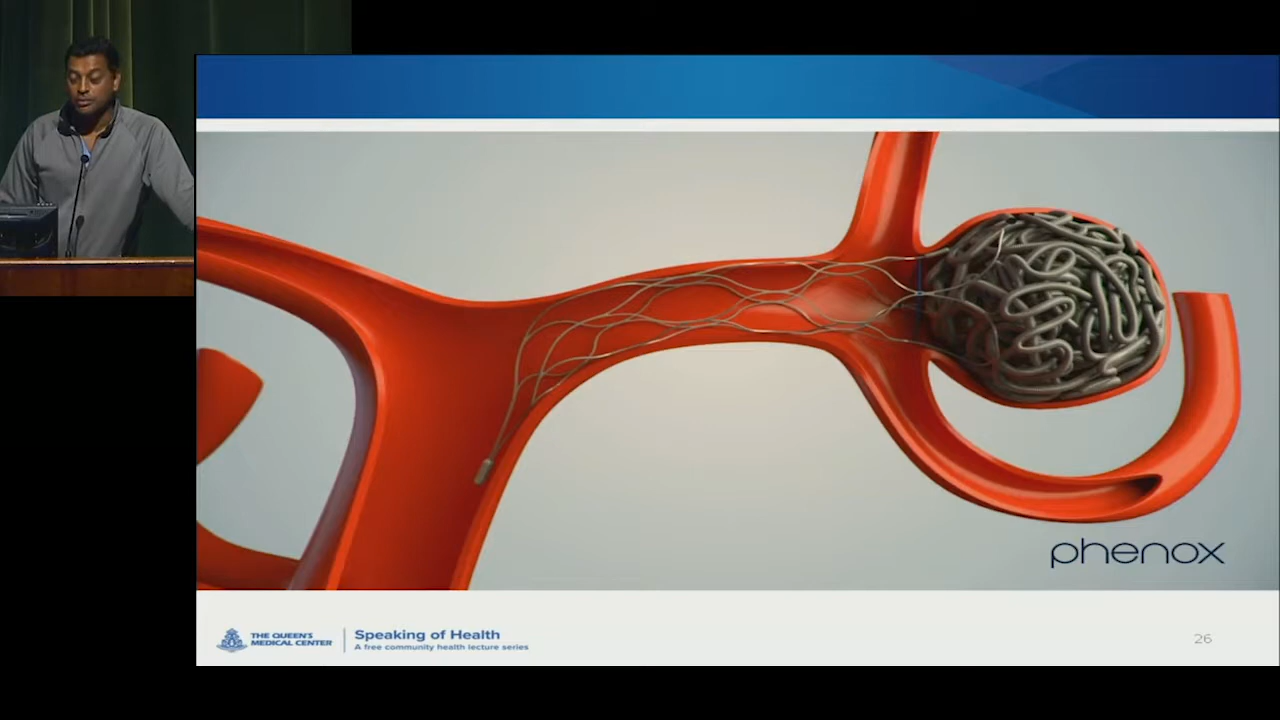 phenox
THE QUEEN'S
MEDICAL CENTER
Speaking of Health
A free community health lecture series
26